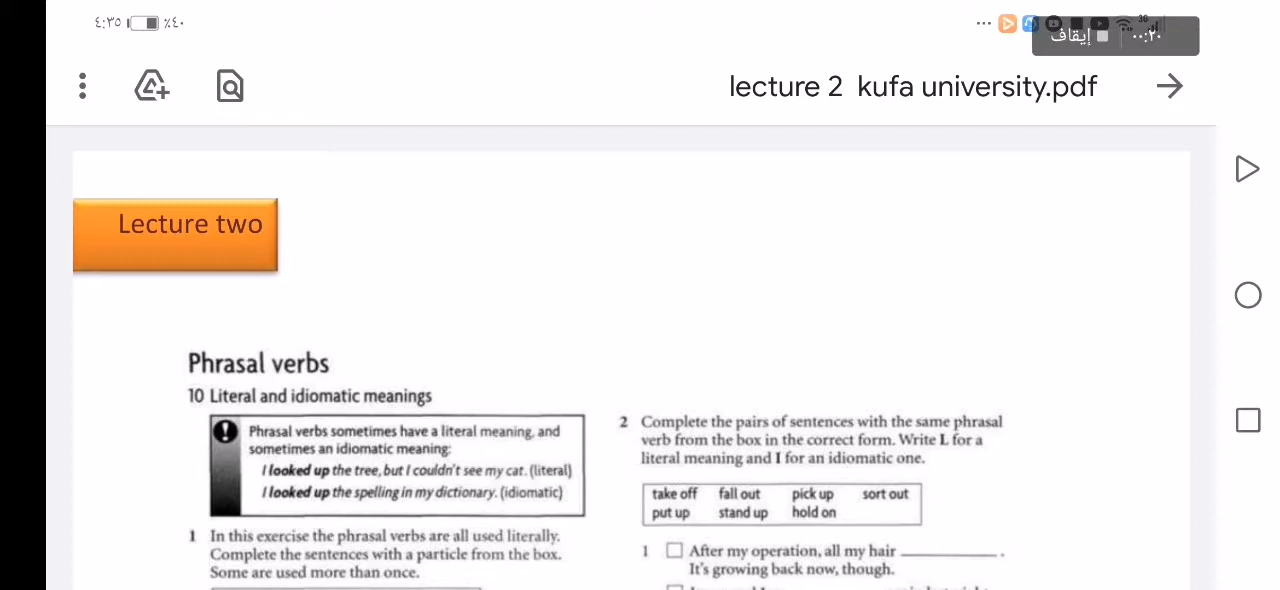 ٤:٣٥ ٪٤٠
... 3G
إيقاف ٠٠:٢٠
lecture 2 kufa university.pdf
Lecture two
Phrasal verbs
10 Literal and idiomatic meanings
! Phrasal verbs sometimes have a literal meaning, and
sometimes an idiomatic meaning:
I looked up the tree, but I couldn't see my cat. (literal)
I looked up the spelling in my dictionary. (idiomatic)
1 In this exercise the phrasal verbs are all used literally.
Complete the sentences with a particle from the box.
Some are used more than once.
2 Complete the pairs of sentences with the same phrasal
verb from the box in the correct form. Write L for a
literal meaning and I for an idiomatic one.
take off fall out pick up sort out
put up stand up hold on
1 After my operation, all my hair ____________ .
It's growing back now, though.